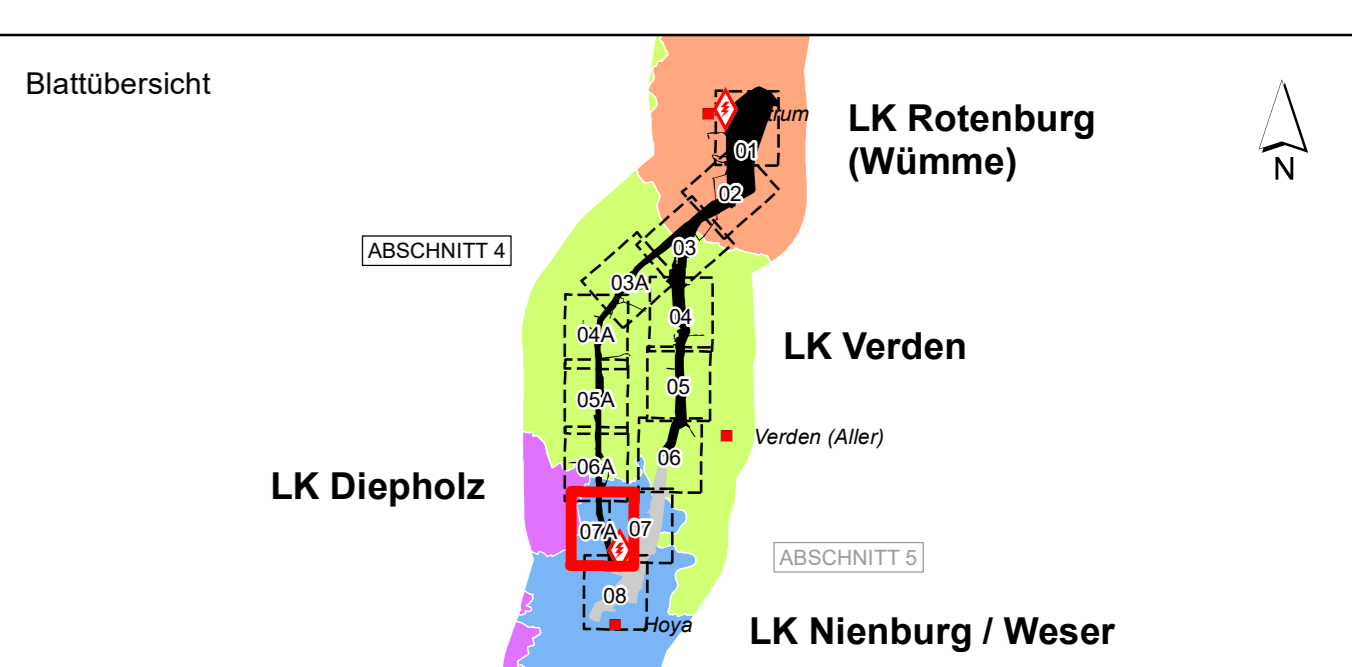 Blattübersicht
LK Rotenburg
(Wümme)
N
01
02
ABSCHNITT 4
03
03A
04
04A
LK Verden
05
05A
Verden (Aller)
06
06A
LK Diepholz
07A
07
ABSCHNITT 5
08
Hoya
LK Nienburg / Weser